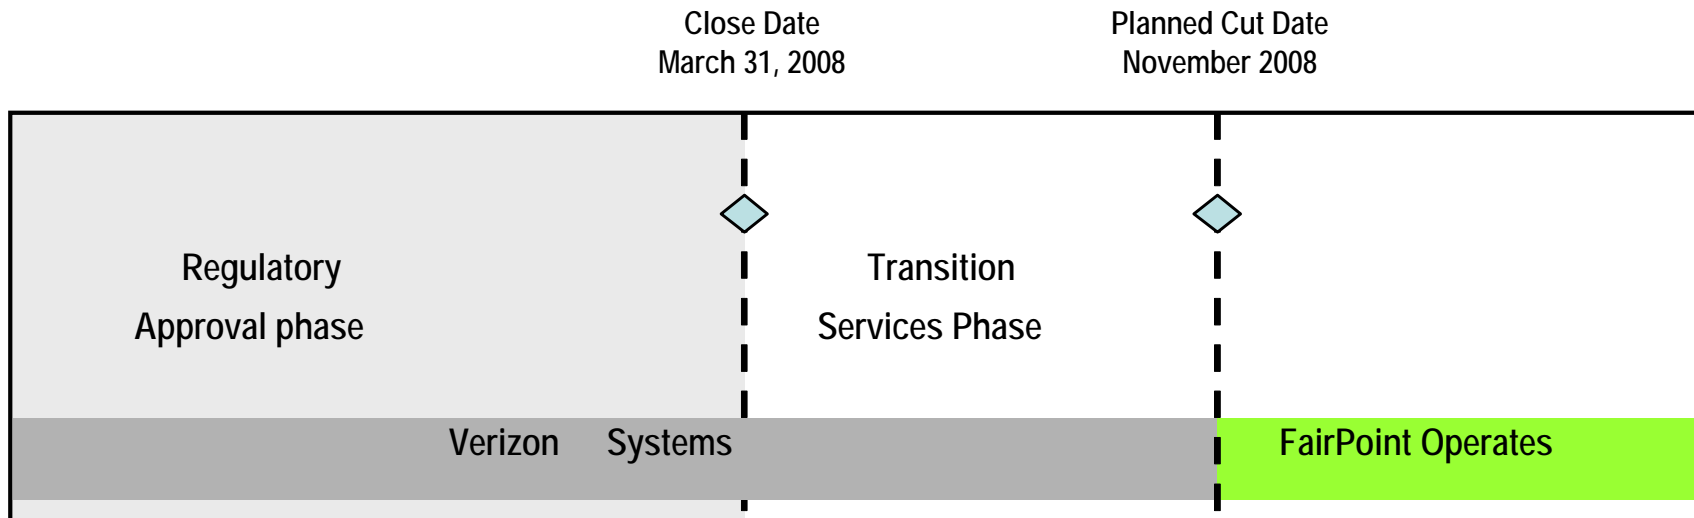 Close Date
March 31, 2008
Planned Cut Date
November 2008
Regulatory
Approval phase
Transition
Services Phase
Verizon Systems
FairPoint Operates